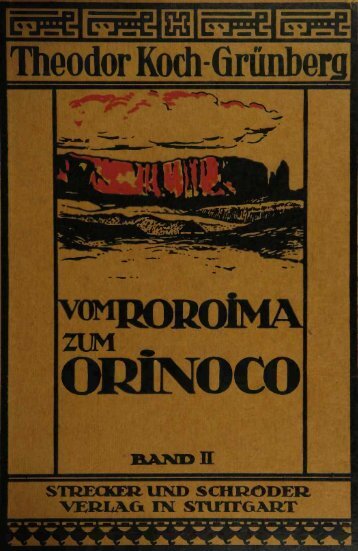 Theodor Koch-Grünberg
VOM ROROIMA
ZUM
ORINOCO
BAND II
STRECKER UND SCHRÖDER
VERLAG IN STUTTGART